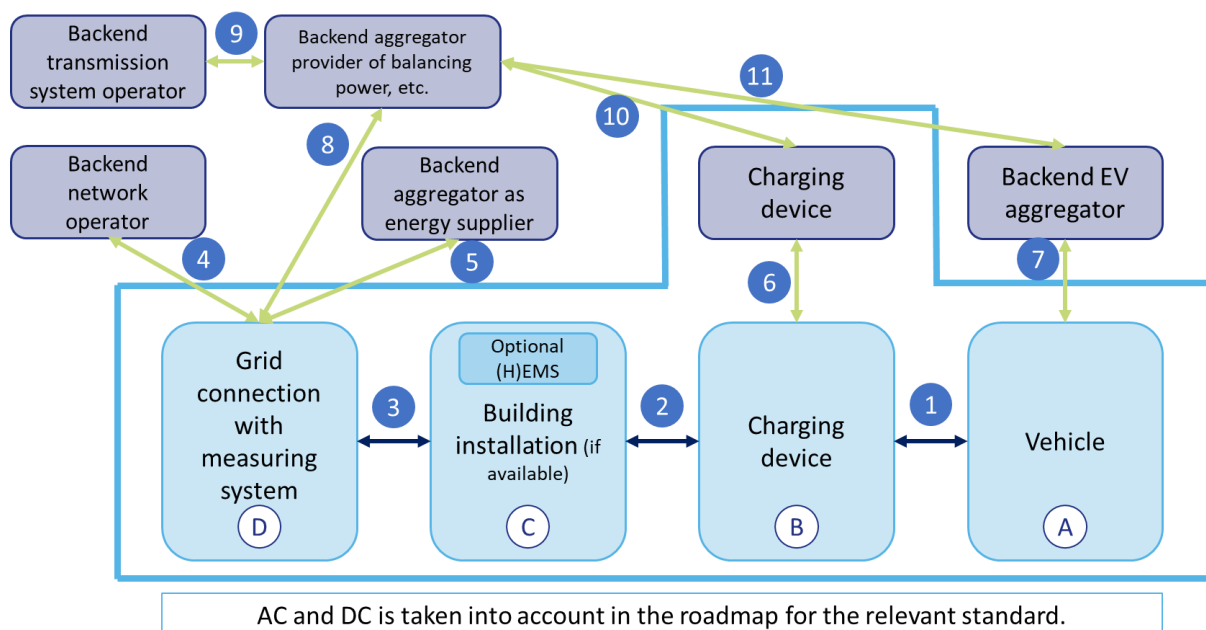 Backend
transmission
system operator
9
Backend aggregator
provider of balancing
power, etc.
11
10
8
Backend
network
operator
Backend
aggregator as
energy supplier
Charging
device
Backend EV
aggregator
4
5
6
7
Grid
connection
with
measuring
system
D
3
Optional
(H)EMS
Building
installation (if
available)
C
2
Charging
device
B
1
Vehicle
A
AC and DC is taken into account in the roadmap for the relevant standard.